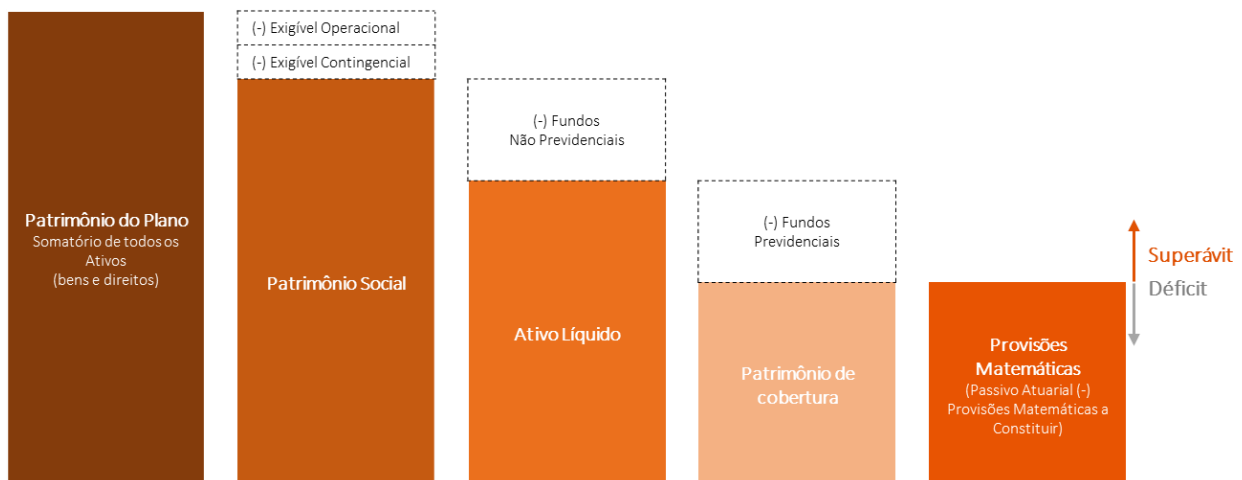 Patrimônio do Plano
Somatório de todos os
Ativos
(bens e direitos)
(-) Exigível Operacional
(-) Exigível Contingencial
Patrimônio Social
(-) Fundos
Não Previdenciais
Ativo Líquido
(-) Fundos
Previdenciais
Patrimônio de
cobertura
Provisões
Matemáticas
(Passivo Atuarial (-)
Provisões Matemáticas a
Constituir)
Superávit
Déficit